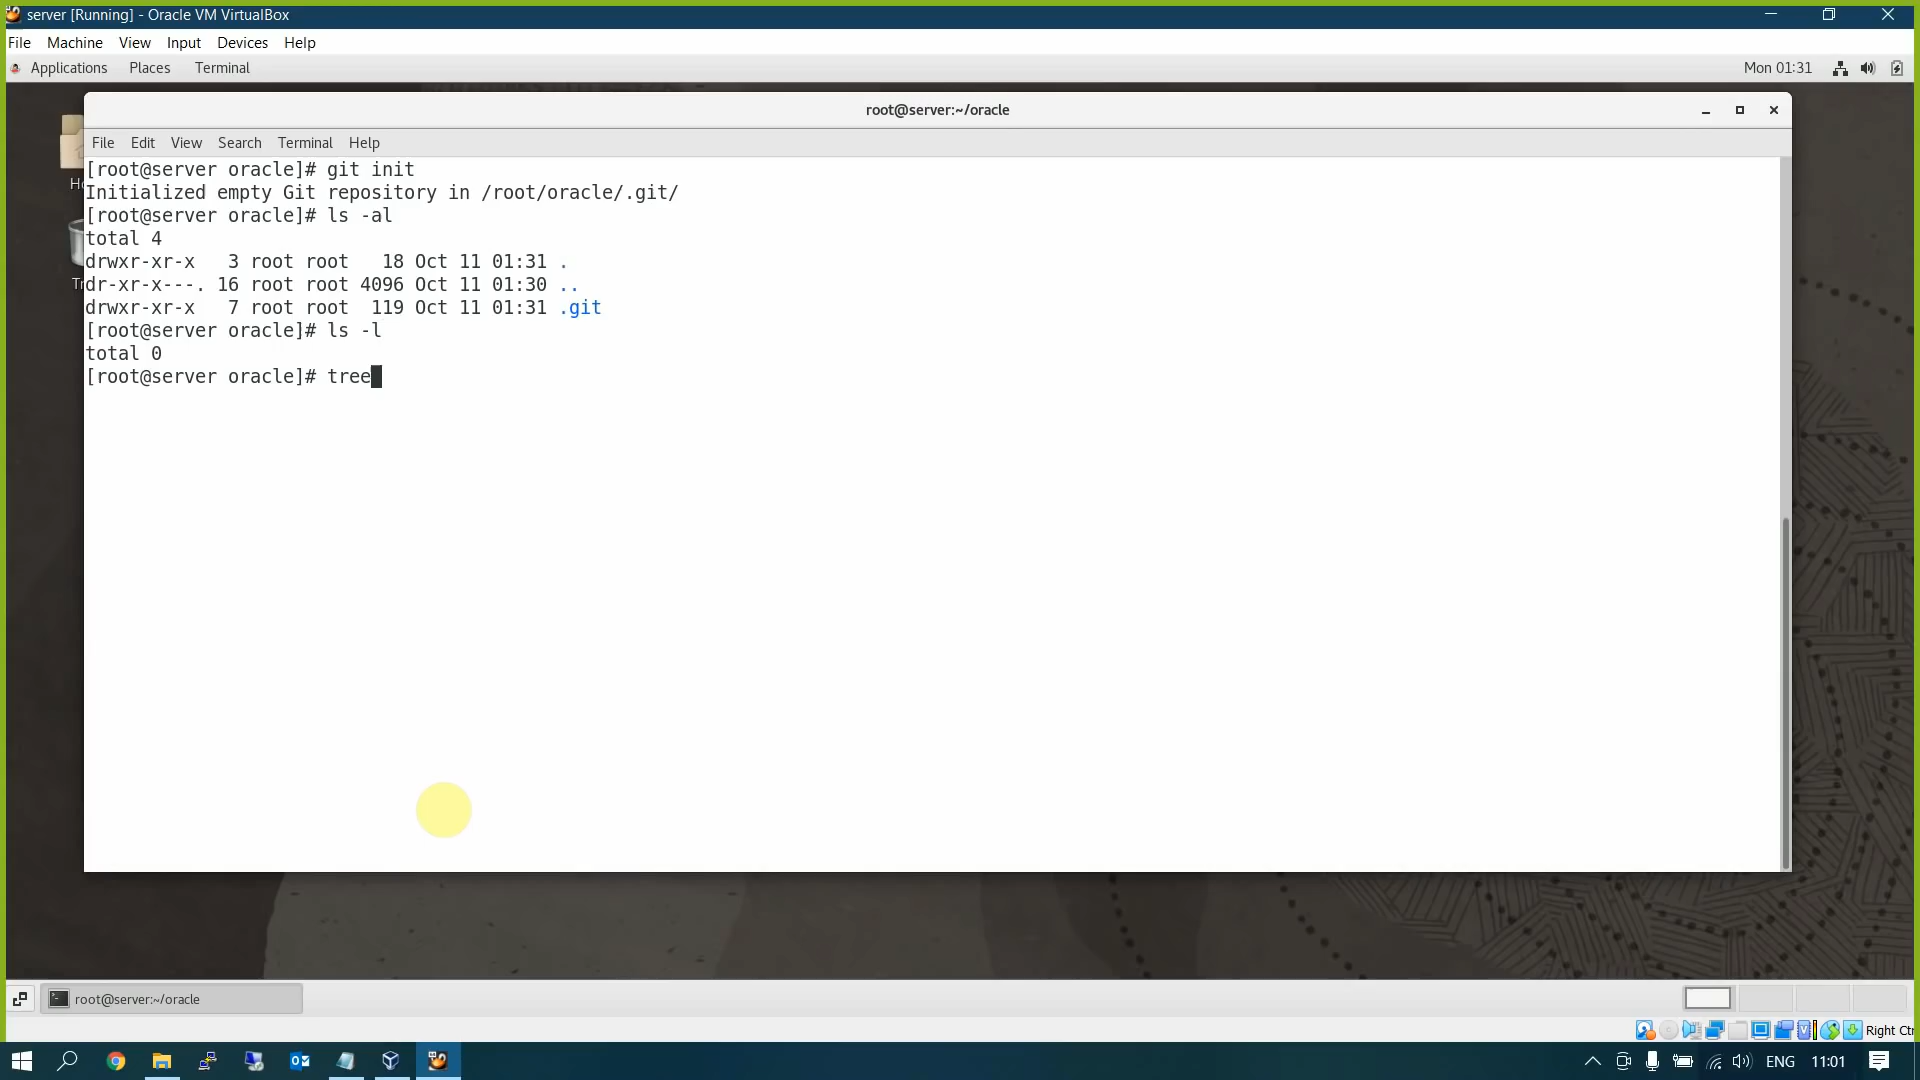 server [Running] - Oracle VM VirtualBox
File Machine View Input Devices Help
Applications Places Terminal Mon 01:31
root@server:~/oracle
File Edit View Search Terminal Help
[root@server oracle]# git init
Initialized empty Git repository in /root/oracle/.git/
[root@server oracle]# ls -al
total 4
drwxr-xr-x   3 root root   18 Oct 11 01:31 .
dr-xr-x---. 16 root root 4096 Oct 11 01:30 ..
drwxr-xr-x   7 root root  119 Oct 11 01:31 .git
[root@server oracle]# ls -l
total 0
[root@server oracle]# tree
root@server:~/oracle
Right Ctr
ENG 11:01